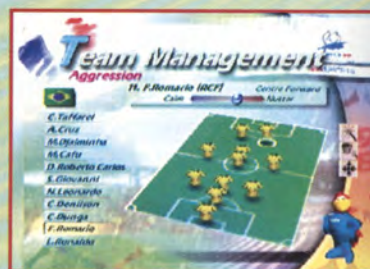 Team Management
Aggression
11. F.Romario (RCF) Centre Forward
Calm Nutter
C.Taffarel
A.Cruz
M.Djalminha
M.Cafu
D.Roberto Carlos
S.Giovanni
N.Leonardo
C.Denilson
C.Dunga
F.Romario
L.Ronaldo